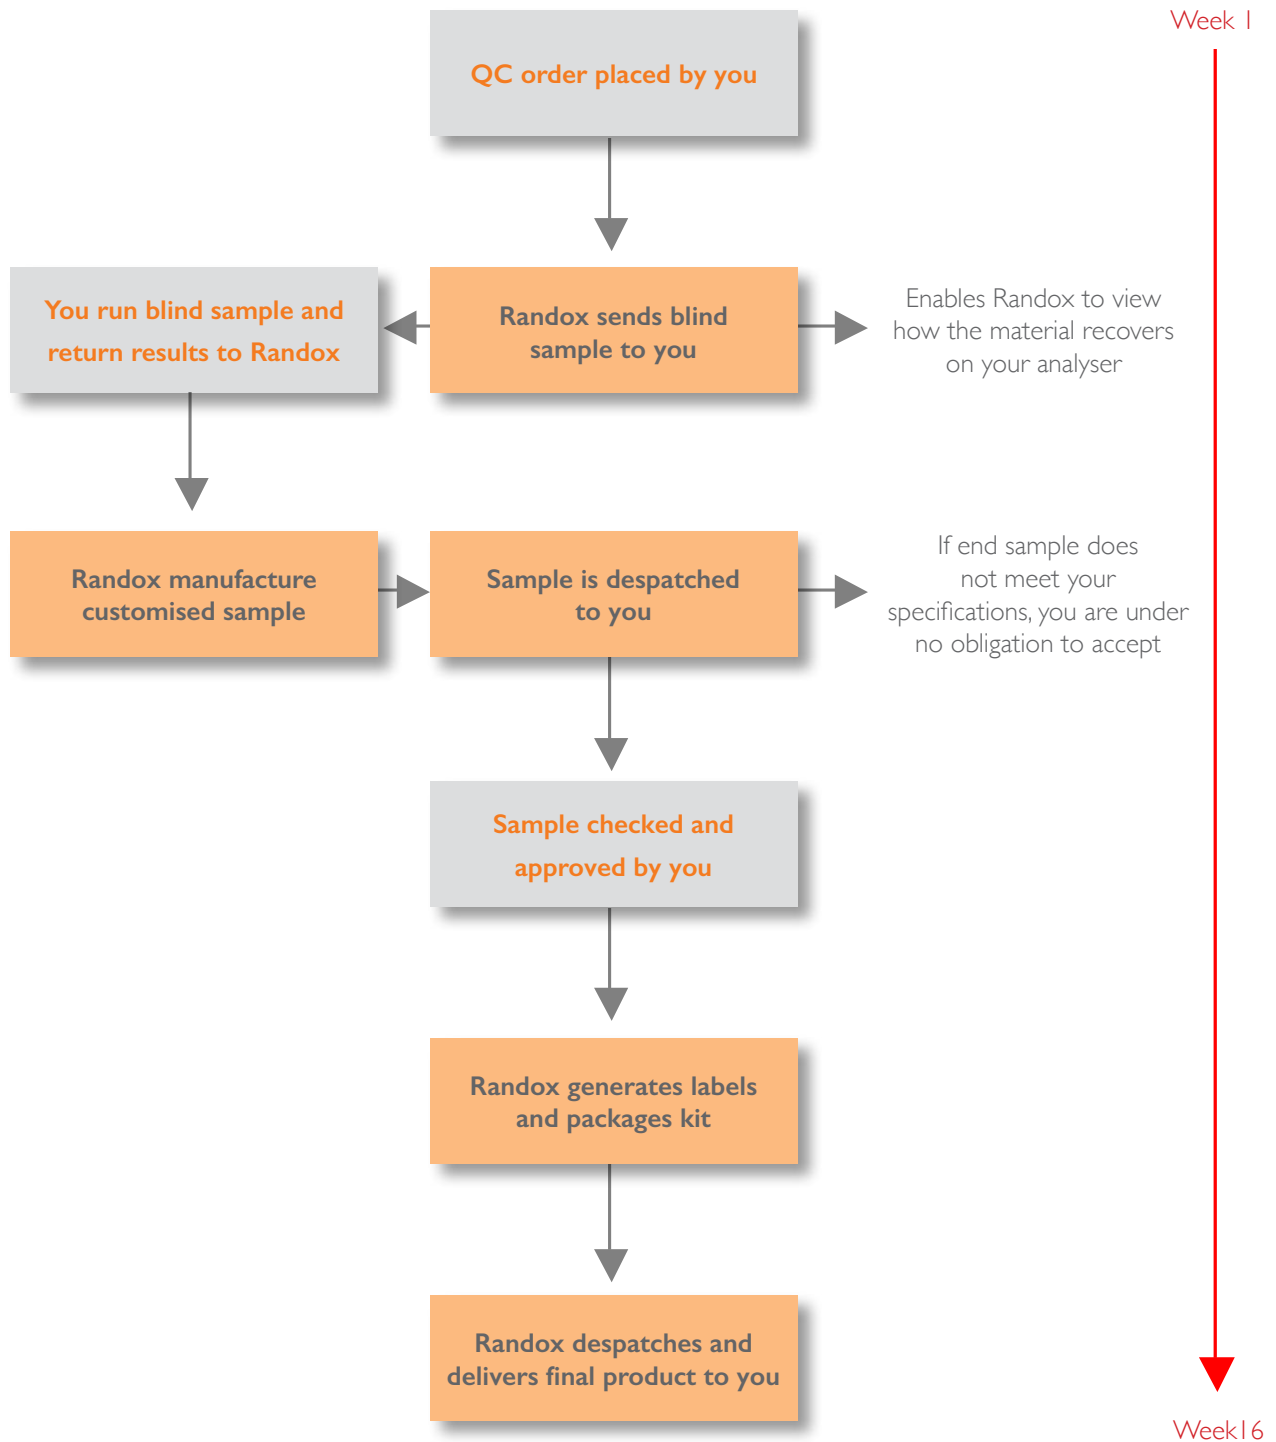 Week 1
QC order placed by you
You run blind sample and
return results to Randox
Randox sends blind
sample to you
Enables Randox to view
how the material recovers
on your analyser
Randox manufacture
customised sample
Sample is despatched
to you
If end sample does
not meet your
specifications, you are under
no obligation to accept
Sample checked and
approved by you
Randox generates labels
and packages kit
Randox despatches and
delivers final product to you
Week16